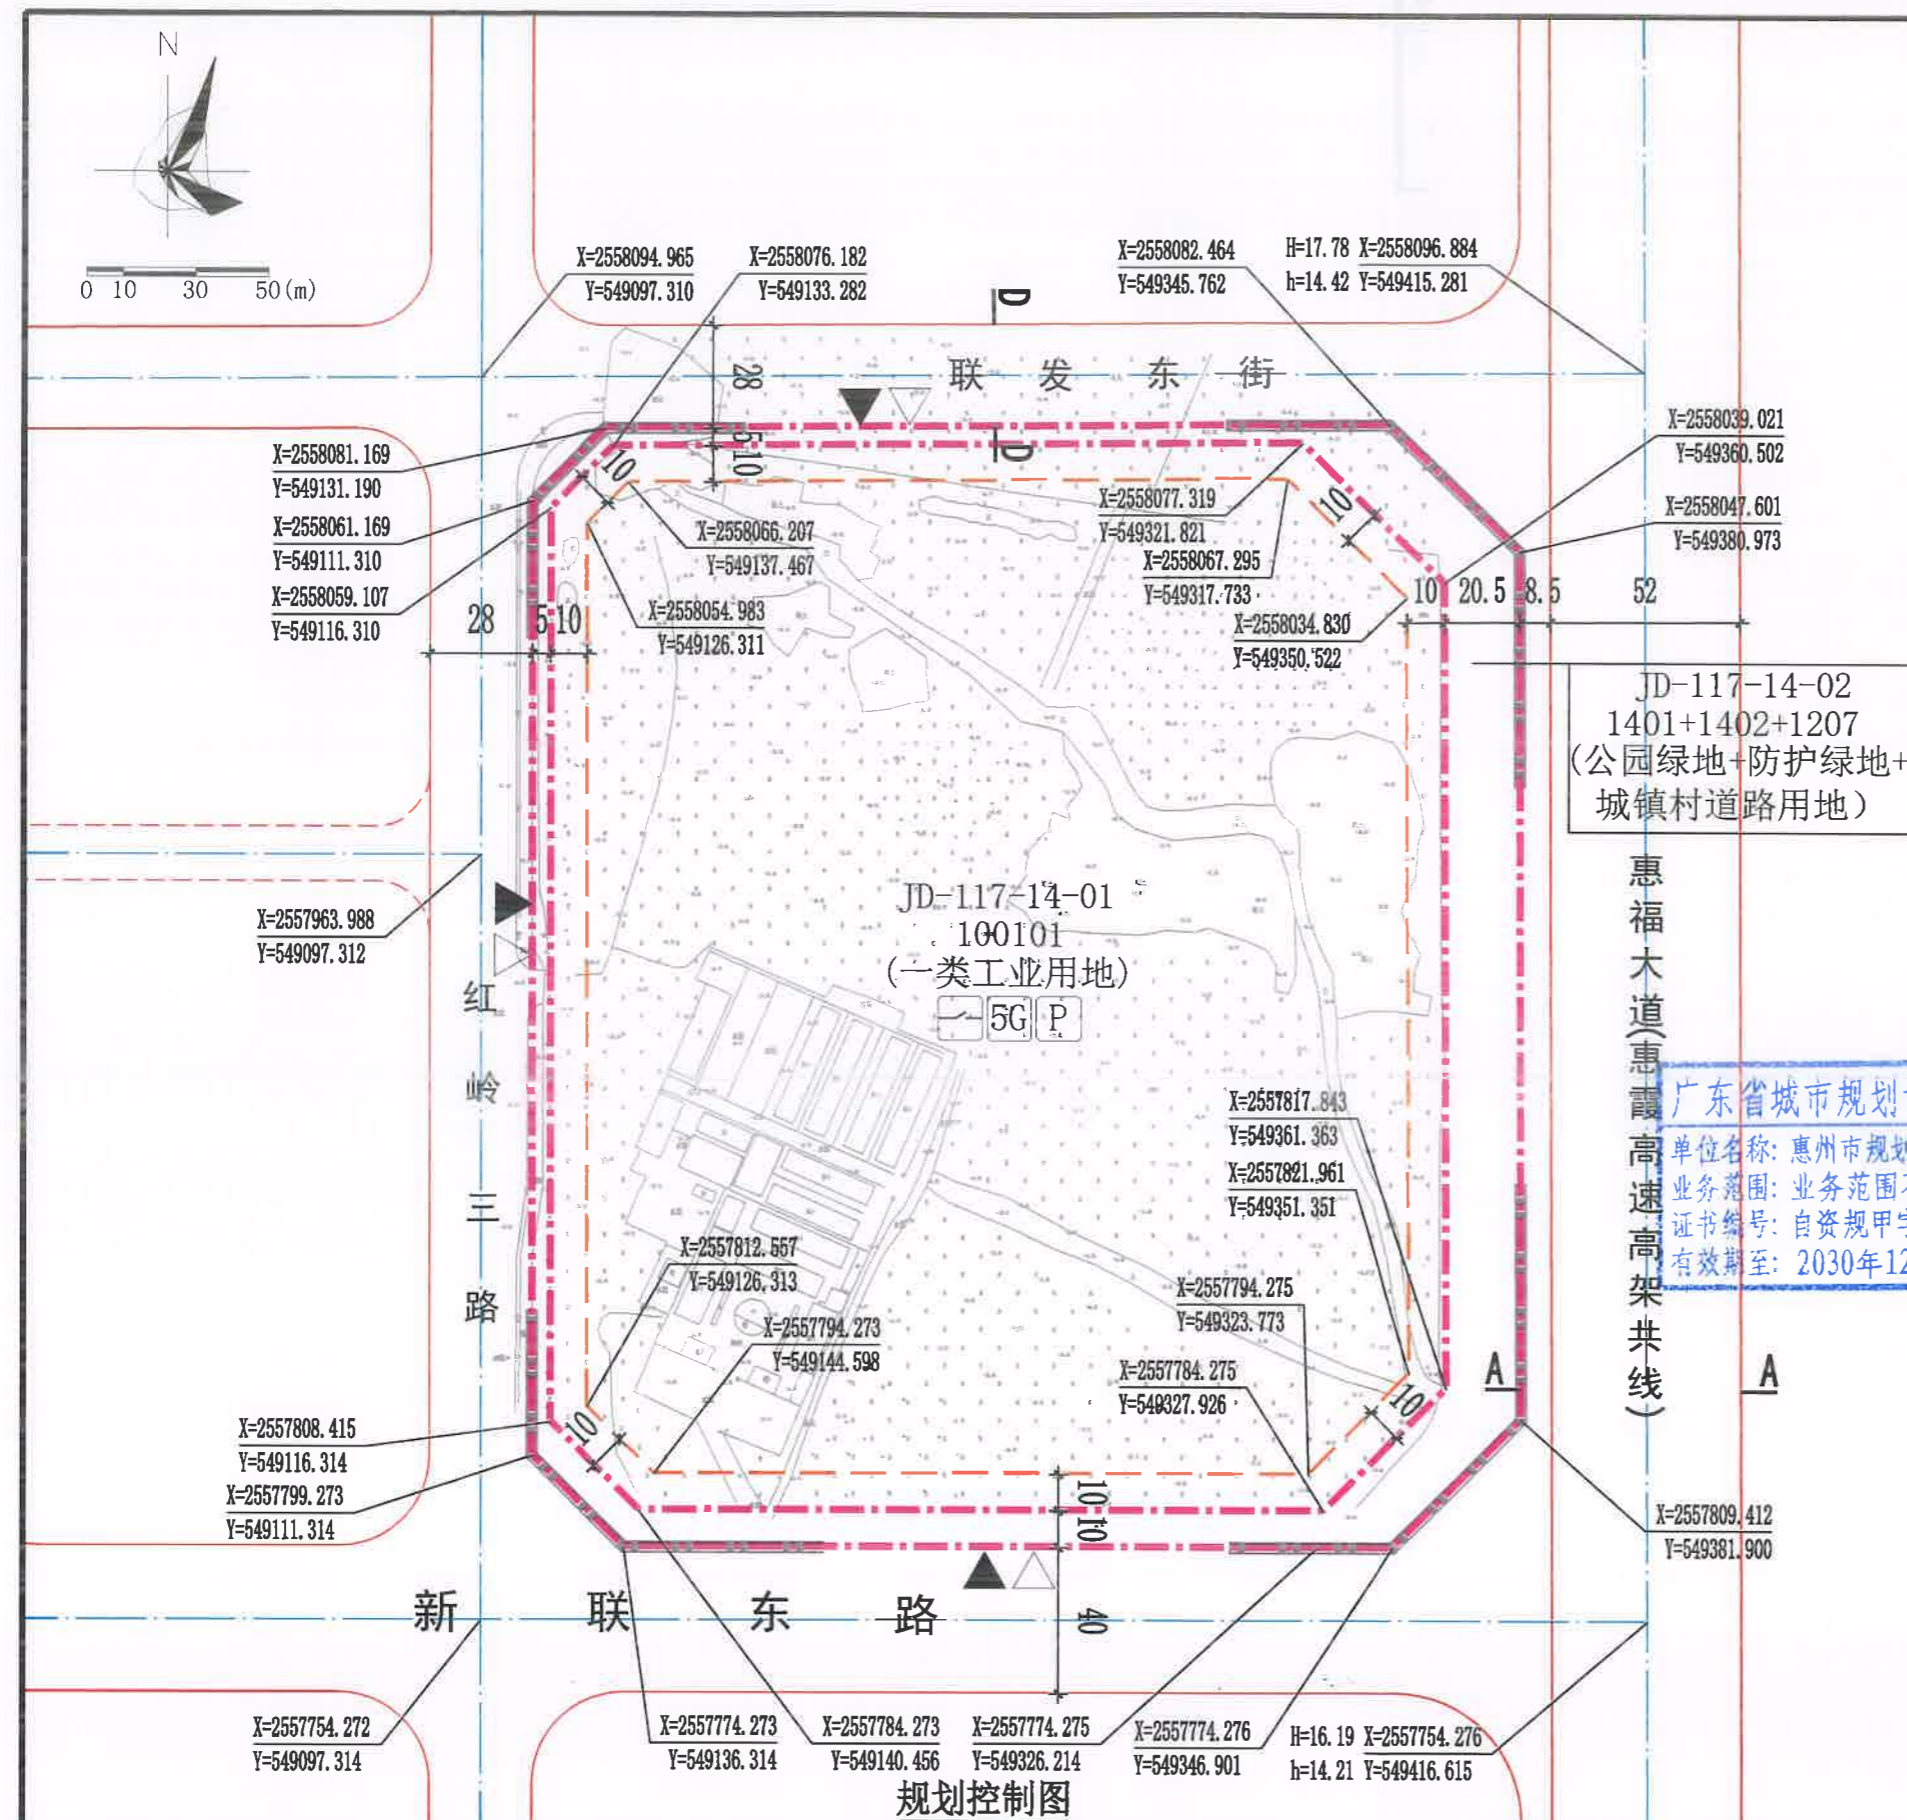 N
0 10 30 50(m)
X=2558094.965
Y=549097.310
X=2558076.182
Y=549133.282
X=2558082.464
Y=549345.762
H=17.78 X=2558096.884
h=14.42 Y=549415.281
D
联发东街
28
D
5
10
X=2558081.169
Y=549131.190
X=2558061.169
Y=549111.310
X=2558059.107
Y=549116.310
10
X=2558066.207
Y=549137.467
X=2558054.983
Y=549126.311
28 5 10
X=2558077.319
Y=549321.821
X=2558067.295
Y=549317.733
X=2558034.830
Y=549350.522
10
X=2558039.021
Y=549360.502
X=2558047.601
Y=549380.973
10 20.5 8.5 52
JD-117-14-02
1401+1402+1207
(公园绿地+防护绿地+
城镇村道路用地)
X=2557963.988
Y=549097.312
JD-117-14-01
100101
(一类工业用地)
5G P
红岭三路
惠福大道(惠霞高速高架共线)
广东省城市规划
单位名称: 惠州市规划
业务范围: 业务范围
证书编号: 自资规甲字
有效期至: 2030年12
X=2557817.843
Y=549361.363
X=2557821.961
Y=549351.351
X=2557812.557
Y=549126.313
X=2557794.273
Y=549144.598
X=2557794.275
Y=549323.773
X=2557784.275
Y=549327.926
A A
10
10
X=2557808.415
Y=549116.314
X=2557799.273
Y=549111.314
10
10
X=2557809.412
Y=549381.900
新联东路
40
X=2557754.272
Y=549097.314
X=2557774.273
Y=549136.314
X=2557784.273
Y=549140.456
X=2557774.275
Y=549326.214
X=2557774.276
Y=549346.901
H=16.19 X=2557754.276
h=14.21 Y=549416.615
规划控制图